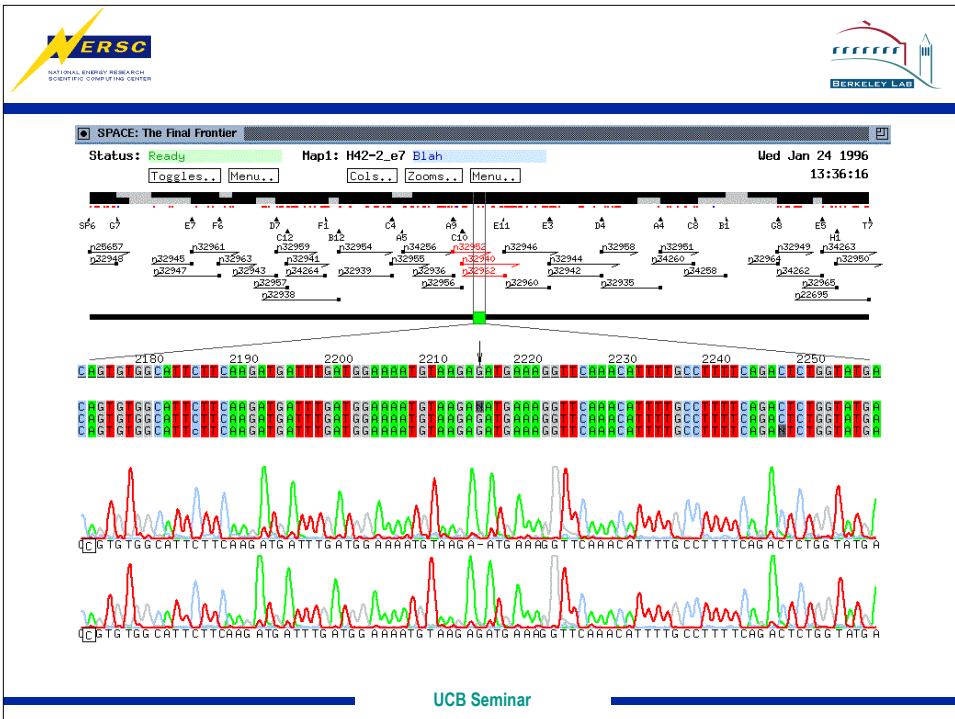 NERSC
NATIONAL ENERGY RESEARCH
SCIENTIFIC COMPUTING CENTER
BERKELEY LAB
SPACE: The Final Frontier
Status: Ready Map1: H42-2_e7 Blah Wed Jan 24 1996
Toggles.. Menu.. Cols.. Zooms.. Menu.. 13:36:16
SP6 G7 E7 F6 D7 F1 C4 A9 E11 E3 D4 A4 C8 B1 G8 E5 T7
C12 B12 A5 C10 H1
n25657 n32961 n32959 n32954 n34256 n32952 n32946 n32958 n32951 n32949 n34263
n32948 n32945 n32963 n32941 n32955 n32940 n32944 n34260 n32964 n32950
n32947 n32943 n34264 n32939 n32936 n32962 n32942 n34258 n34262
n32957 n32956 n32960 n32935 n32965
n32938 n22695
2180 2190 2200 2210 2220 2230 2240 2250
CAGTGTGGCATTCTTCAAGATGATTTGATGGAAAATGTAAGAGATGAAAGGTTCAAACATTTTGCCTTTTCAGACTCTGGTATGA
CAGTGTGGCATTCTTCAAGATGATTTGATGGAAAATGTAAGANATGAAAGGTTCAAACATTTTGCCTTTTCAGACTCTGGTATGA
CAGTGTGGCATTCTTCAAGATGATTTGATGGAAAATGTAAGAGATGAAAGGTTCAAACATTTTGCCTTTTCAGACTCTGGTATGA
CAGTGTGGCATTcTTCAAGATGATTTGATGGAAAATGTAAGAGATGAAAGGTTCAAACATTTTGCCTTTTCAGANTCTGGTATGA
CGTGTGGCATTCTTCAAGATGATTTGATGGAAAATGTAAGA-ATGAAAGGTTCAAACATTTTGCCTTTTCAGACTCTGGTATGA
CGTGTGGCATTCTTCAAGATGATTTGATGGAAAATGTAAGAGATGAAAGGTTCAAACATTTTGCCTTTTCAGACTCTGGTATGA
UCB Seminar